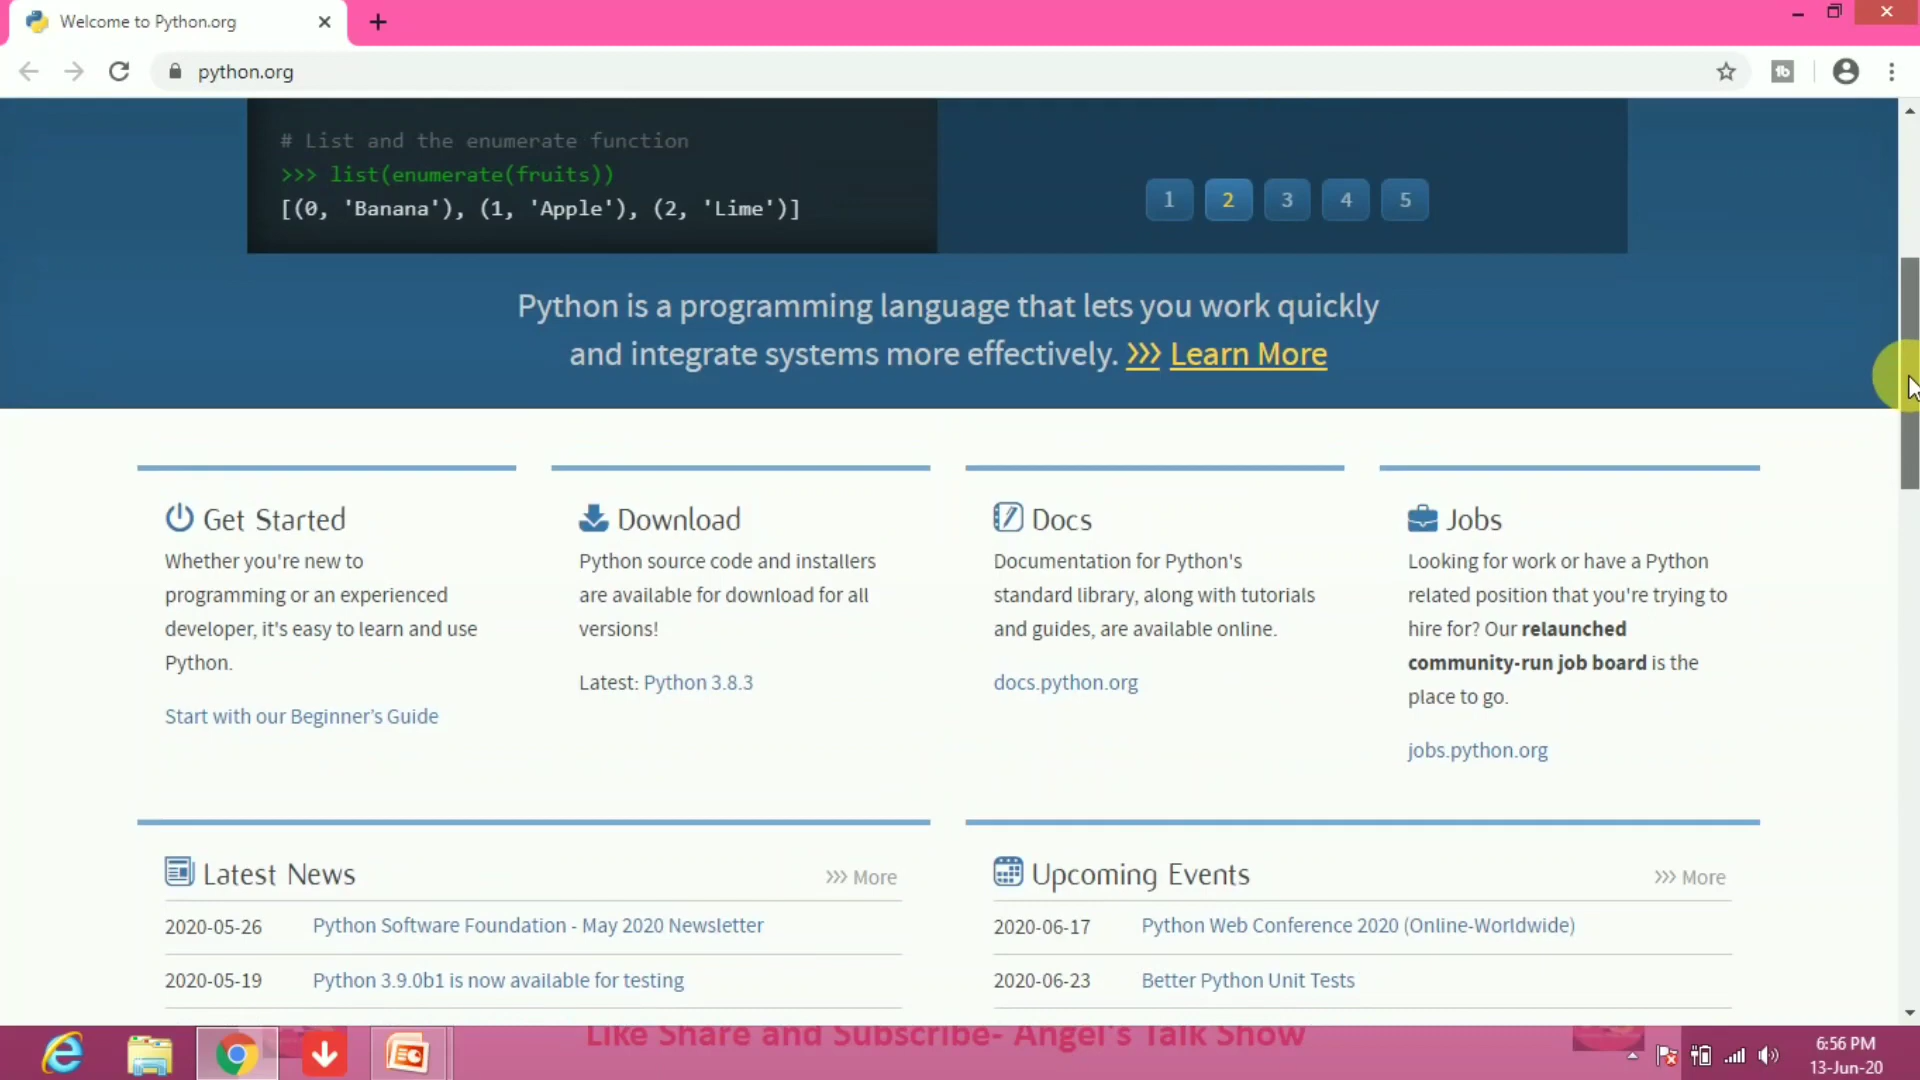 Welcome to Python.org
python.org
# List and the enumerate function
>>> list(enumerate(fruits))
[(0, 'Banana'), (1, 'Apple'), (2, 'Lime')]
1 2 3 4 5
Python is a programming language that lets you work quickly
and integrate systems more effectively. >>> Learn More
Get Started
Whether you're new to
programming or an experienced
developer, it's easy to learn and use
Python.
Start with our Beginner’s Guide
Download
Python source code and installers
are available for download for all
versions!
Latest: Python 3.8.3
Docs
Documentation for Python's
standard library, along with tutorials
and guides, are available online.
docs.python.org
Jobs
Looking for work or have a Python
related position that you're trying to
hire for? Our relaunched
community-run job board is the
place to go.
jobs.python.org
Latest News
>>> More
2020-05-26 Python Software Foundation - May 2020 Newsletter
2020-05-19 Python 3.9.0b1 is now available for testing
Upcoming Events
>>> More
2020-06-17 Python Web Conference 2020 (Online-Worldwide)
2020-06-23 Better Python Unit Tests
Like Share and Subscribe- Angel's Talk Show
6:56 PM
13-Jun-20